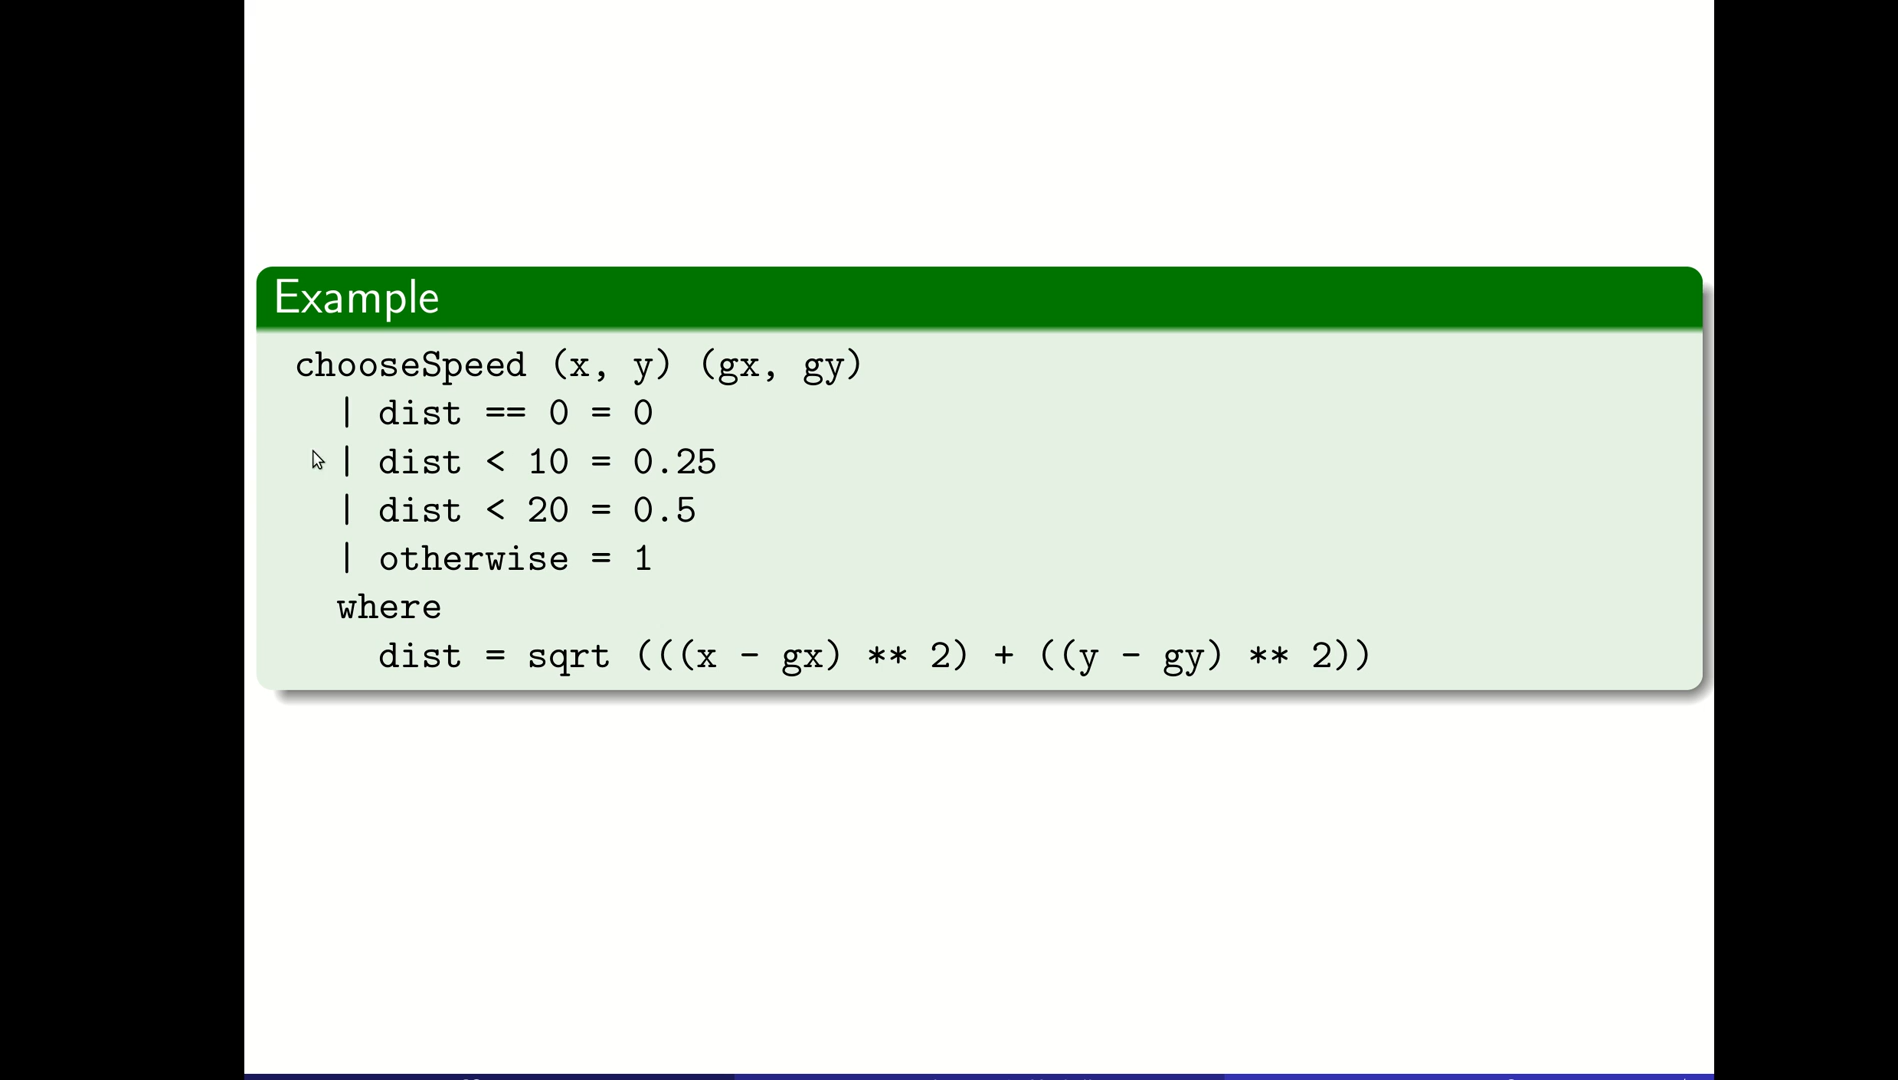 Example
chooseSpeed (x, y) (gx, gy)
| dist == 0 = 0
| dist < 10 = 0.25
| dist < 20 = 0.5
| otherwise = 1
where
dist = sqrt (((x - gx) ** 2) + ((y - gy) ** 2))